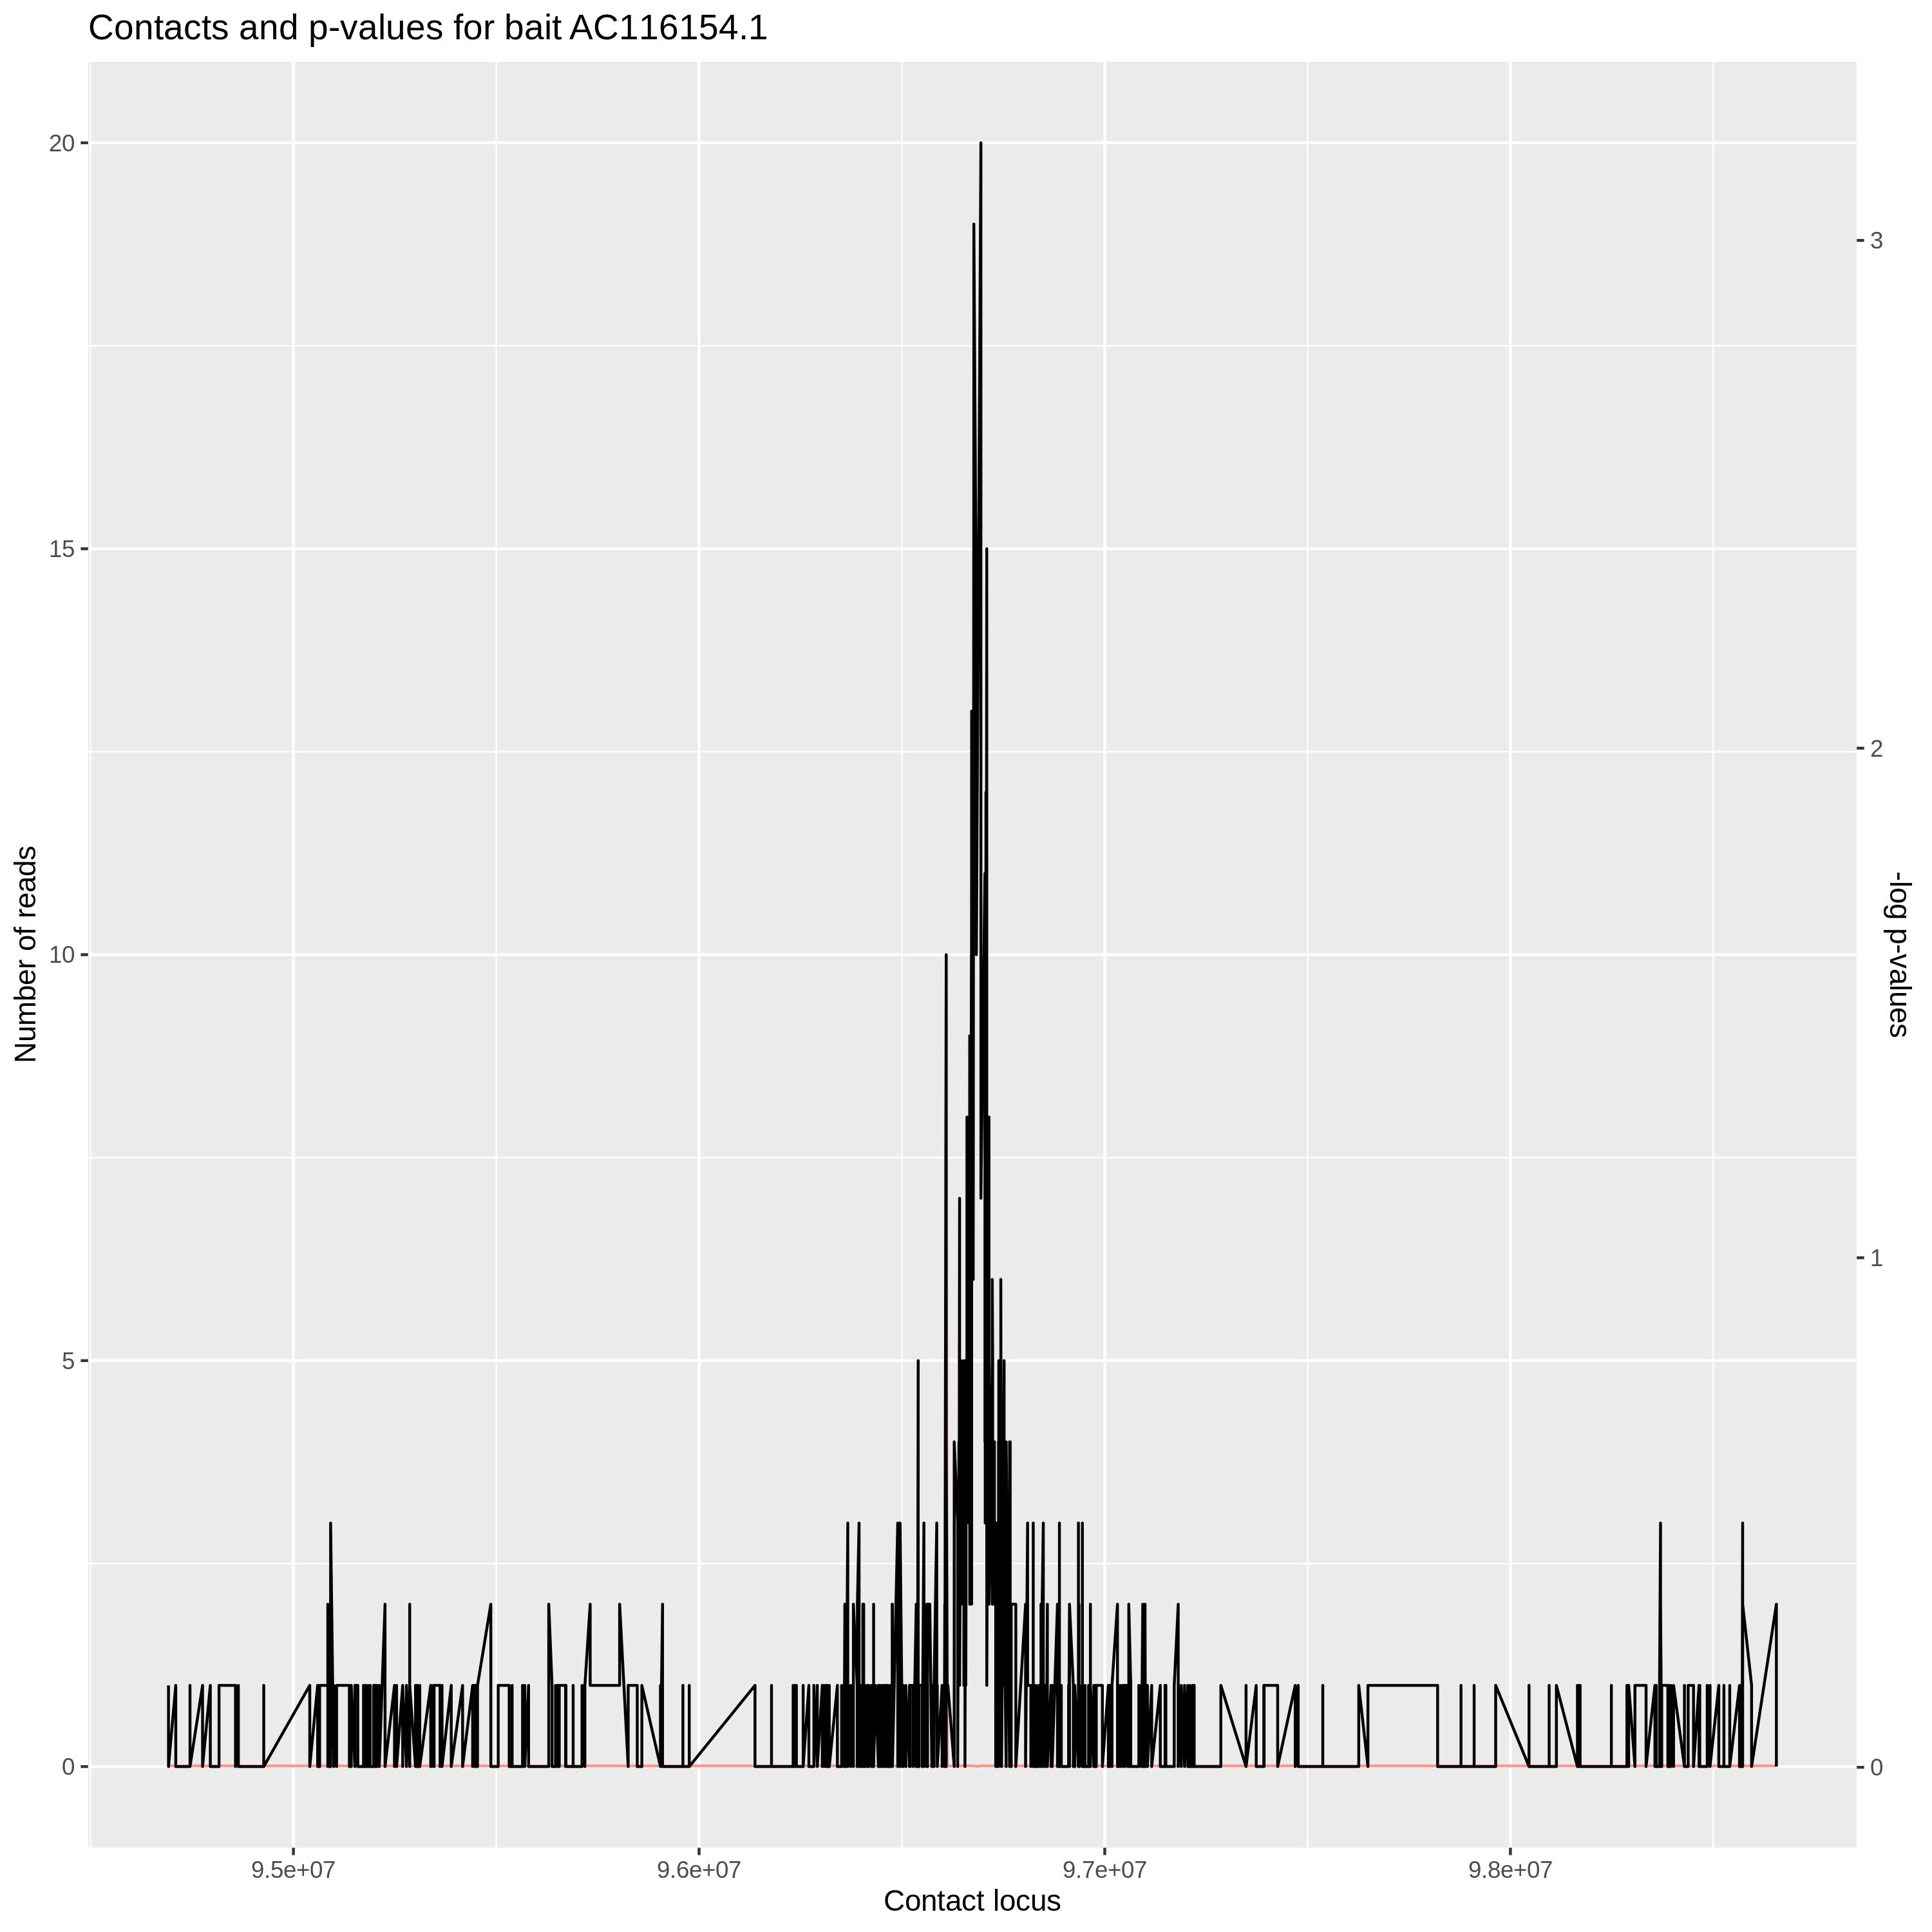 Contacts and p-values for bait AC116154.1
20
15
10
5
0
3
2
1
0
Number of reads
-log p-values
9.5e+07 9.6e+07 9.7e+07 9.8e+07
Contact locus